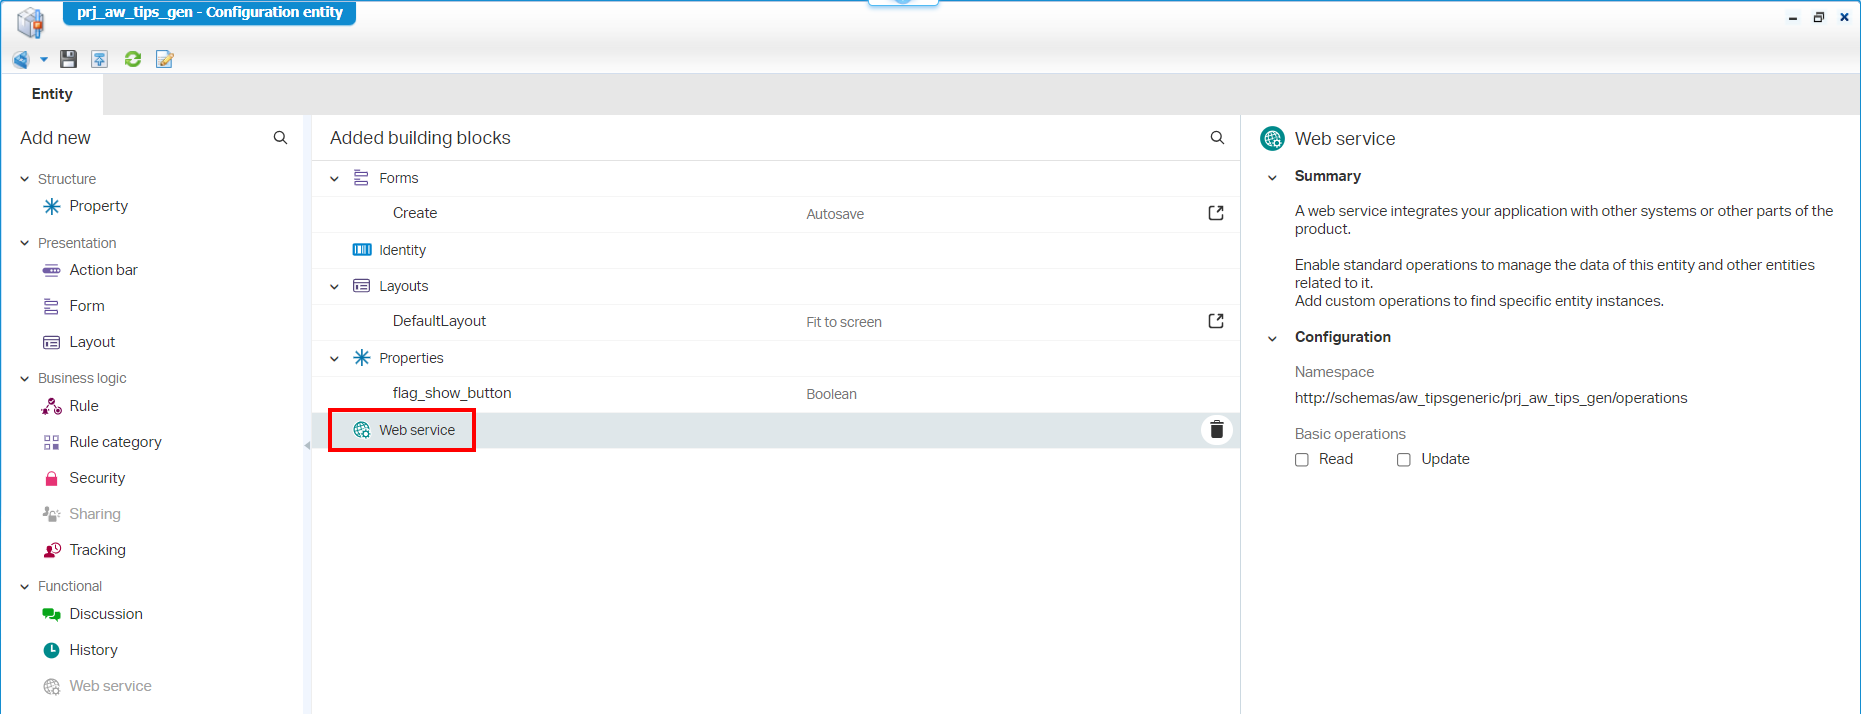 prj_aw_tips_gen - Configuration entity
Entity
Add new
Structure
Property
Presentation
Action bar
Form
Layout
Business logic
Rule
Rule category
Security
Sharing
Tracking
Functional
Discussion
History
Web service
Added building blocks
Forms
Create Autosave
Identity
Layouts
DefaultLayout Fit to screen
Properties
flag_show_button Boolean
Web service
Web service
Summary
A web service integrates your application with other systems or other parts of the
product.
Enable standard operations to manage the data of this entity and other entities
related to it.
Add custom operations to find specific entity instances.
Configuration
Namespace
http://schemas/aw_tipsgeneric/prj_aw_tips_gen/operations
Basic operations
Read Update